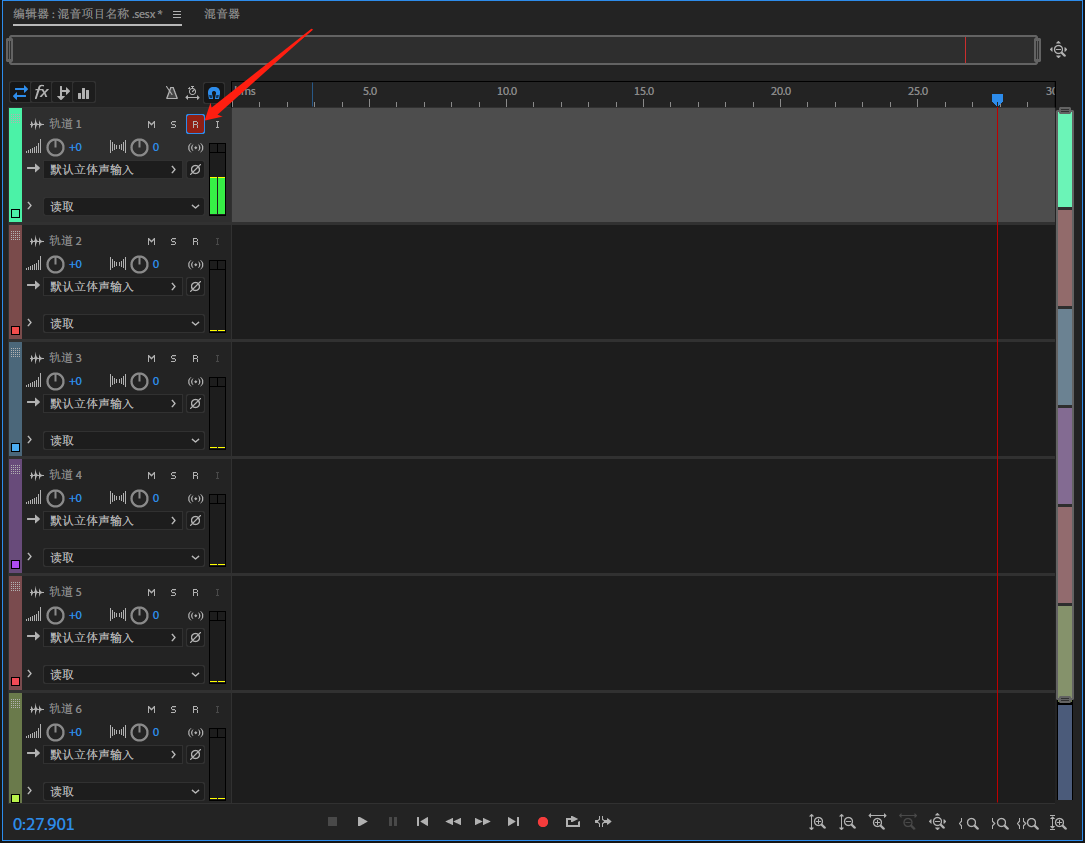 编辑器：混音项目名称.sesx * 混音器
fx hms 5.0 10.0 15.0 20.0 25.0 30
轨道 1 M S R I
+0 0
默认立体声输入
读取
轨道 2 M S R I
+0 0
默认立体声输入
读取
轨道 3 M S R I
+0 0
默认立体声输入
读取
轨道 4 M S R I
+0 0
默认立体声输入
读取
轨道 5 M S R I
+0 0
默认立体声输入
读取
轨道 6 M S R I
+0 0
默认立体声输入
读取
0:27.901